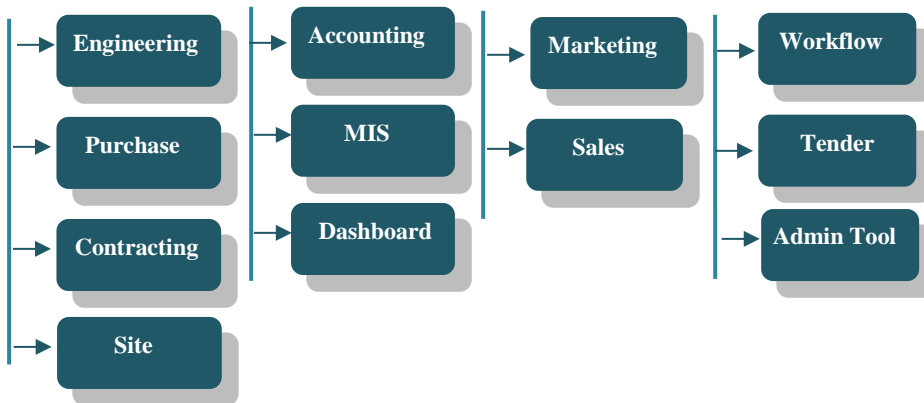 Engineering
Purchase
Contracting
Site
Accounting
MIS
Dashboard
Marketing
Sales
Workflow
Tender
Admin Tool